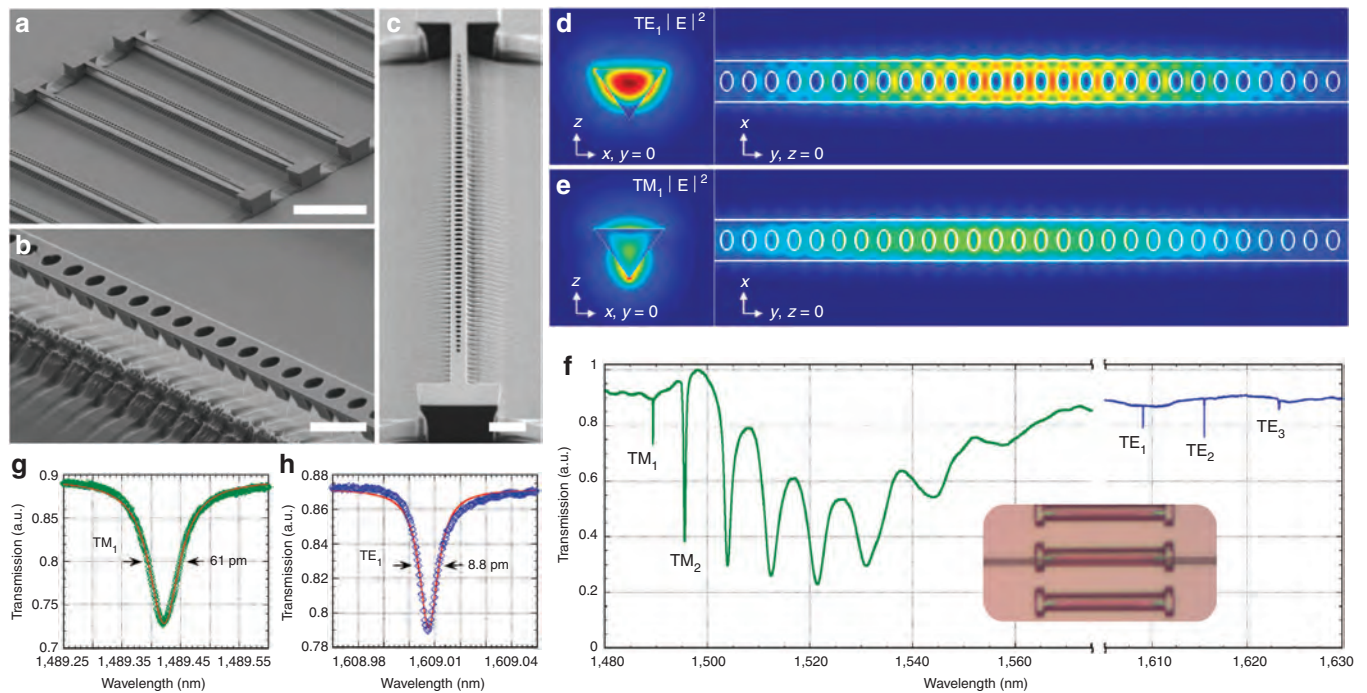 a
b
c
d
TE₁ | E |²
z
x, y = 0
x
y, z = 0
e
TM₁ | E |²
z
x, y = 0
x
y, z = 0
f
1
0.8
0.6
0.4
0.2
0
Transmission (a.u.)
TM₁
TM₂
TE₁
TE₂
TE₃
1,480 1,500 1,520 1,540 1,560 1,610 1,620 1,630
Wavelength (nm)
g
0.9
0.85
0.8
0.75
0.7
Transmission (a.u.)
TM₁
61 pm
1,489.25 1,489.35 1,489.45 1,489.55
Wavelength (nm)
h
0.88
0.86
0.84
0.82
0.8
0.78
Transmission (a.u.)
TE₁
8.8 pm
1,608.98 1,609.01 1,609.04
Wavelength (nm)